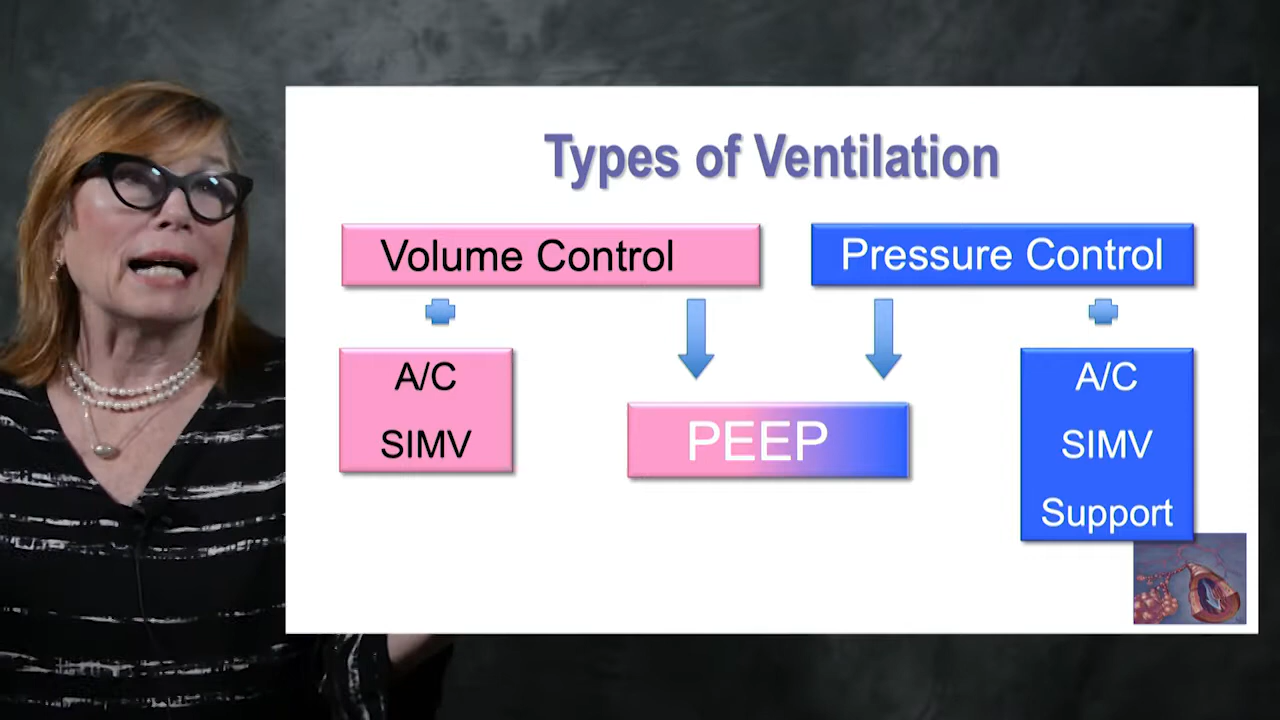 Types of Ventilation
Volume Control
Pressure Control
A/C
SIMV
PEEP
A/C
SIMV
Support